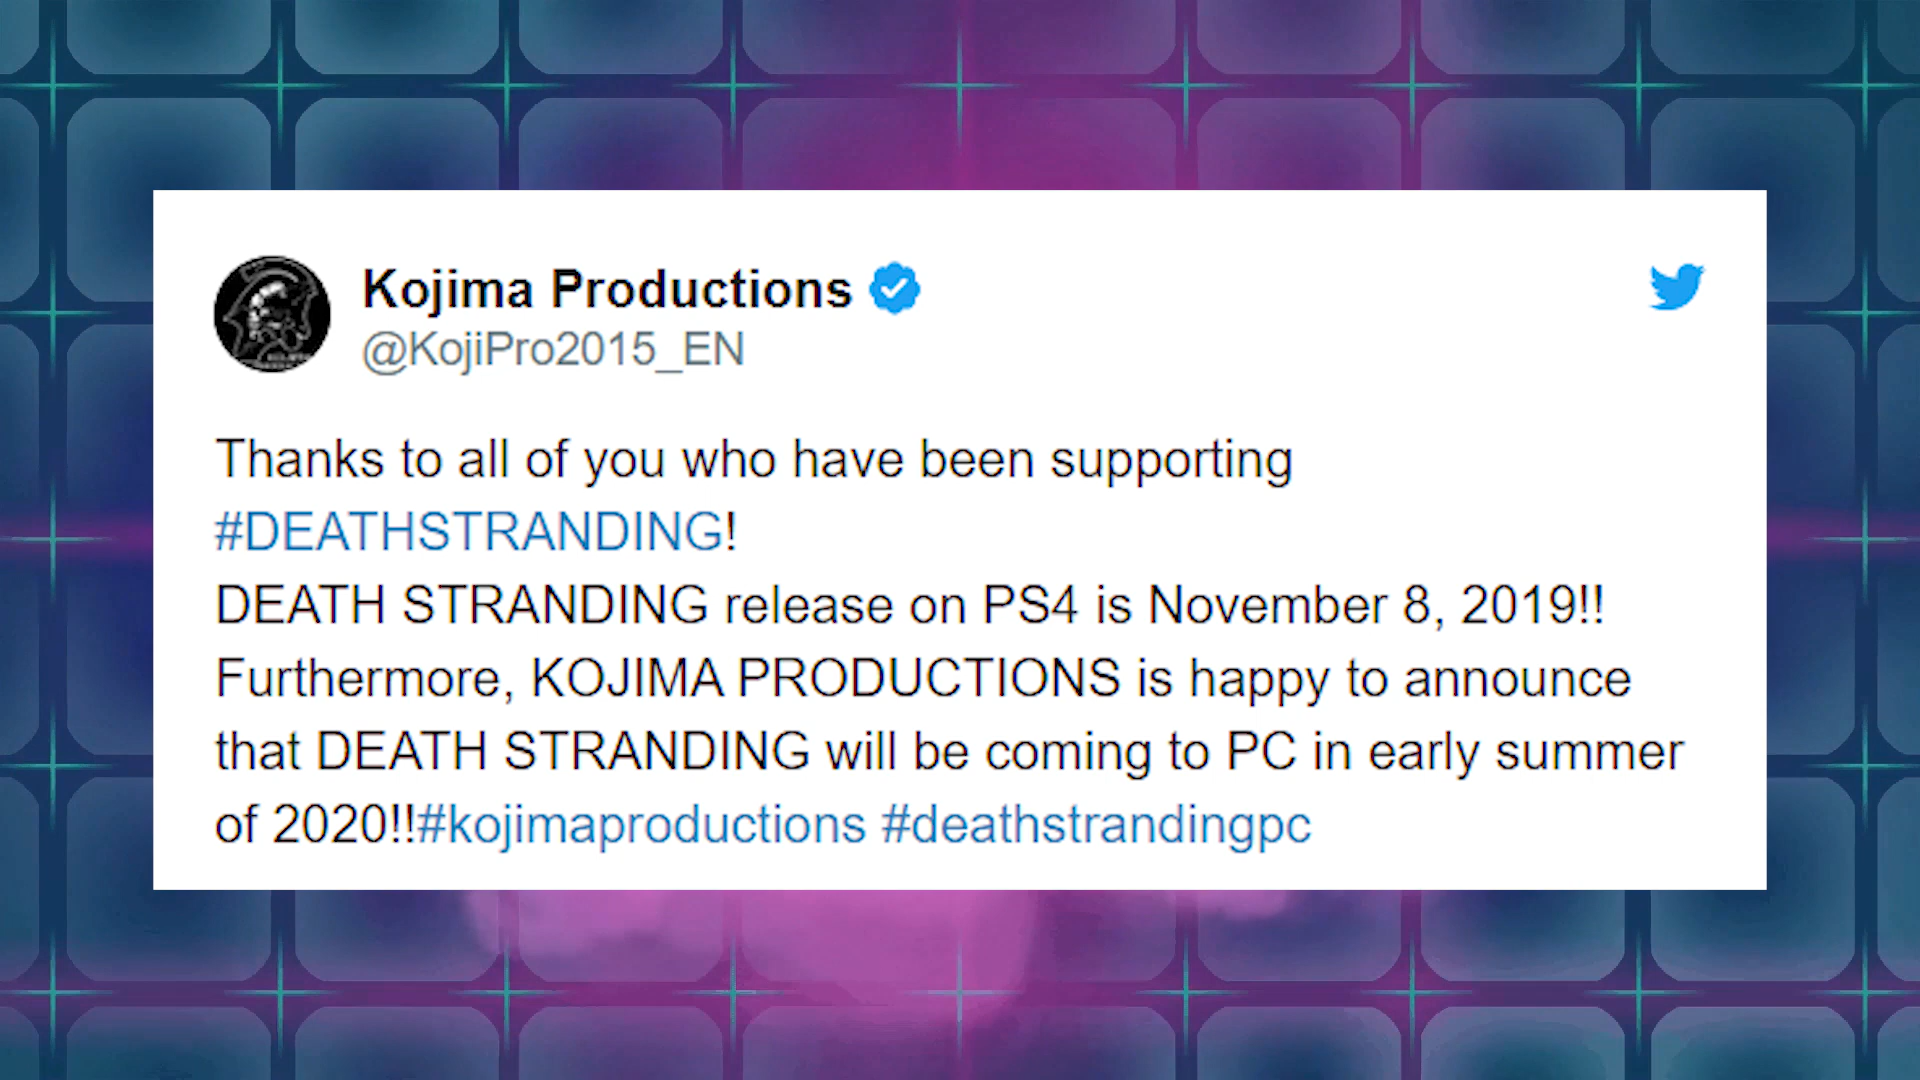 Kojima Productions
@KojiPro2015_EN
Thanks to all of you who have been supporting
#DEATHSTRANDING!
DEATH STRANDING release on PS4 is November 8, 2019!!
Furthermore, KOJIMA PRODUCTIONS is happy to announce
that DEATH STRANDING will be coming to PC in early summer
of 2020!!#kojimaproductions #deathstrandingpc